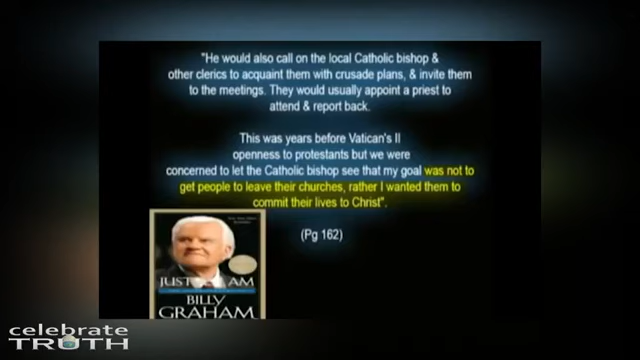 "He would also call on the local Catholic bishop &
other clerics to acquaint them with crusade plans, & invite them
to the meetings. They would usually appoint a priest to
attend & report back.
This was years before Vatican's II
openness to protestants but we were
concerned to let the Catholic bishop see that my goal was not to
get people to leave their churches, rather I wanted them to
commit their lives to Christ".
(Pg 162)
JUST AM
BILLY
GRAHAM
celebrate
TRUTH